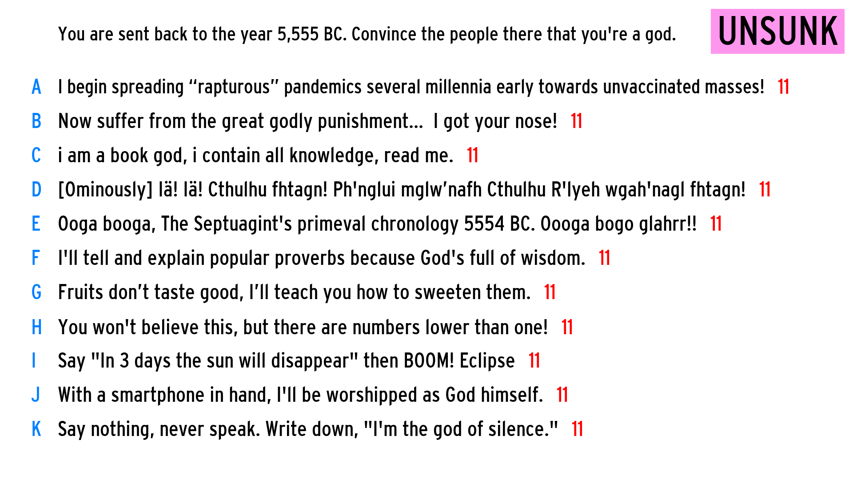 You are sent back to the year 5,555 BC. Convince the people there that you're a god.
UNSUNK
A I begin spreading “rapturous” pandemics several millennia early towards unvaccinated masses! 11
B Now suffer from the great godly punishment... I got your nose! 11
C i am a book god, i contain all knowledge, read me. 11
D [Ominously] Iä! Iä! Cthulhu fhtagn! Ph'nglui mglw’nafh Cthulhu R'lyeh wgah'nagl fhtagn! 11
E Ooga booga, The Septuagint's primeval chronology 5554 BC. Oooga bogo glahrr!! 11
F I'll tell and explain popular proverbs because God's full of wisdom. 11
G Fruits don’t taste good, I’ll teach you how to sweeten them. 11
H You won't believe this, but there are numbers lower than one! 11
I Say "In 3 days the sun will disappear" then BOOM! Eclipse 11
J With a smartphone in hand, I'll be worshipped as God himself. 11
K Say nothing, never speak. Write down, "I'm the god of silence." 11